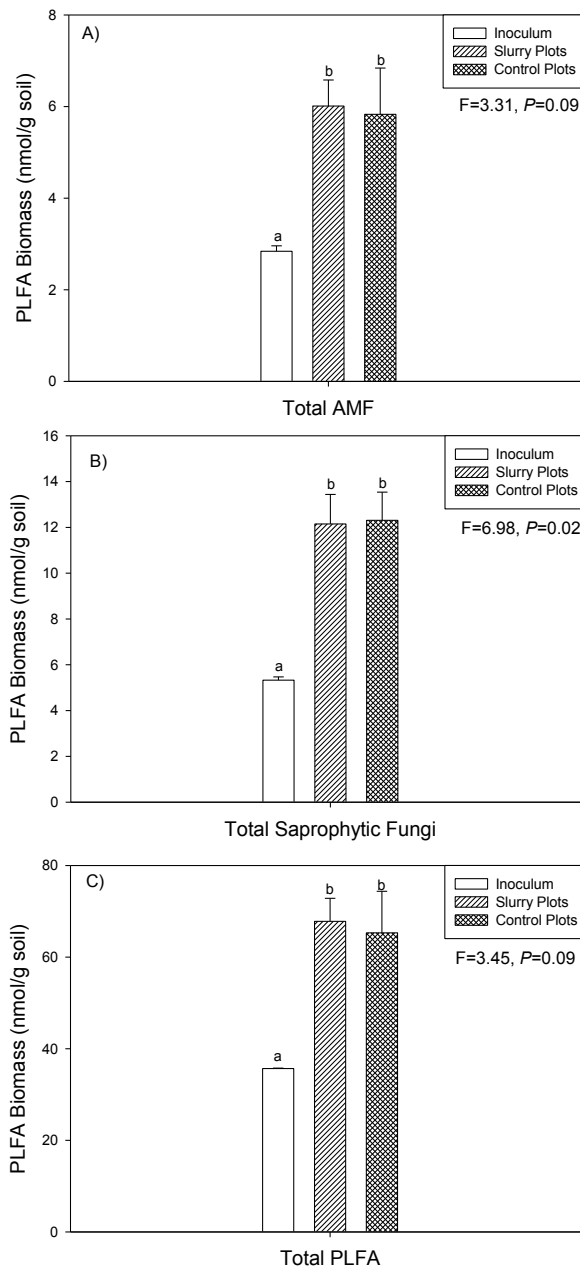 A)
Inoculum
Slurry Plots
Control Plots
F=3.31, P=0.09
PLFA Biomass (nmol/g soil)
8
6
4
2
0
a
b
b
Total AMF
B)
Inoculum
Slurry Plots
Control Plots
F=6.98, P=0.02
PLFA Biomass (nmol/g soil)
16
14
12
10
8
6
4
2
0
a
b
b
Total Saprophytic Fungi
C)
Inoculum
Slurry Plots
Control Plots
F=3.45, P=0.09
PLFA Biomass (nmol/g soil)
80
60
40
20
0
a
b
b
Total PLFA